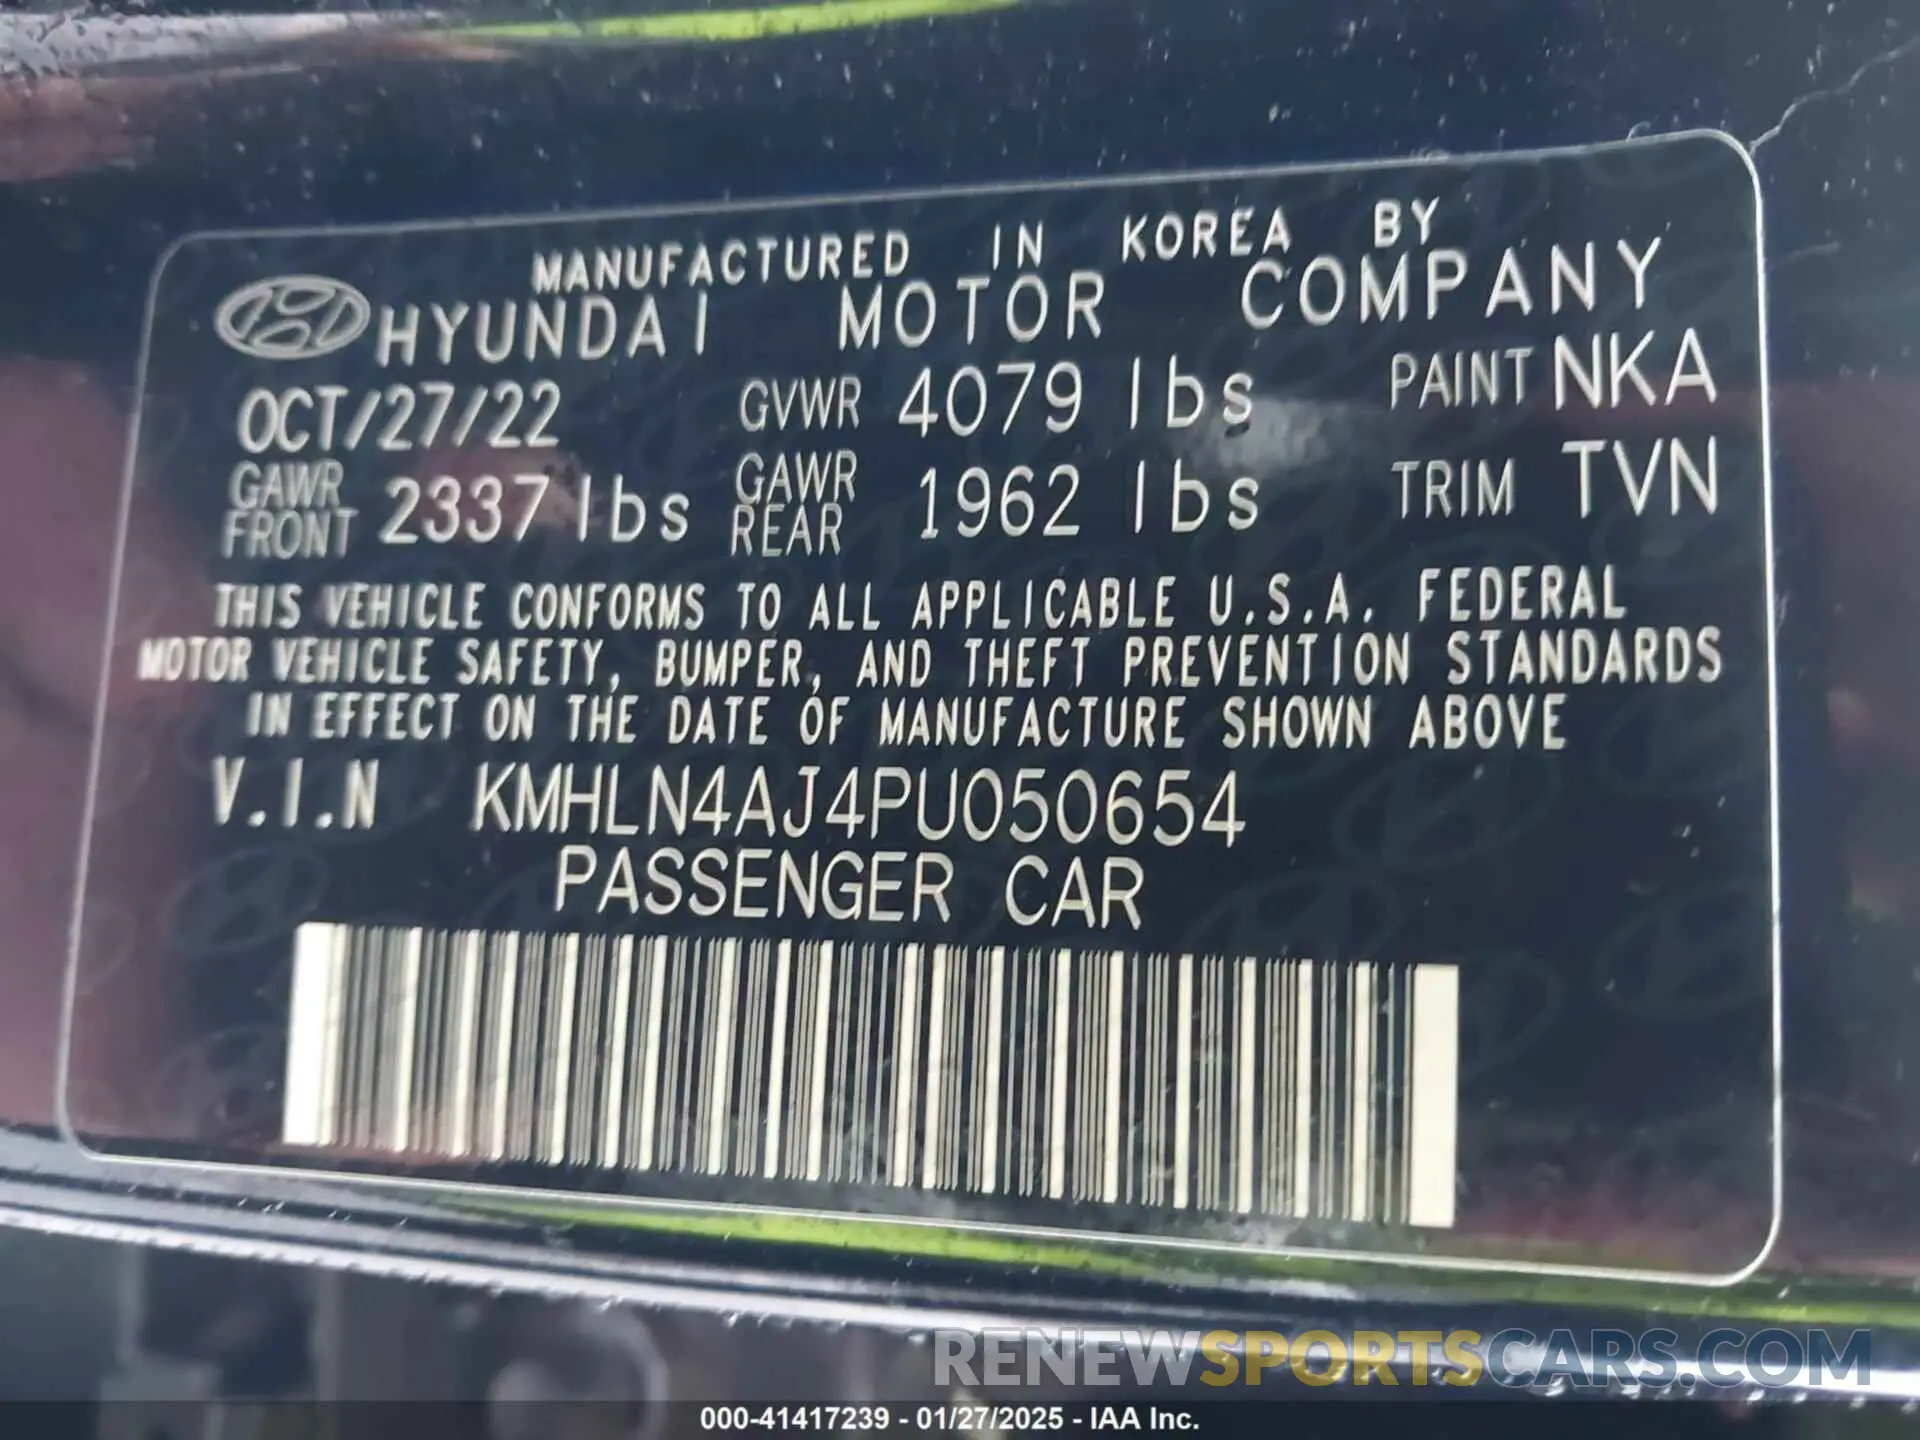 MANUFACTURED IN KOREA BY
HYUNDAI MOTOR COMPANY
OCT/27/22 GVWR 4079 lbs PAINT NKA
GAWR FRONT 2337 lbs GAWR REAR 1962 lbs TRIM TVN
THIS VEHICLE CONFORMS TO ALL APPLICABLE U.S.A. FEDERAL
MOTOR VEHICLE SAFETY, BUMPER, AND THEFT PREVENTION STANDARDS
IN EFFECT ON THE DATE OF MANUFACTURE SHOWN ABOVE
V.I.N KMHLN4AJ4PU050654
PASSENGER CAR
RENEWSPORTSCARS.COM
000-41417239 - 01/27/2025 - IAA Inc.